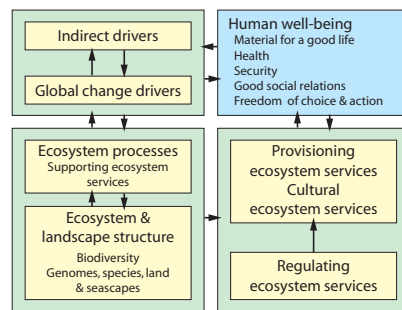 Indirect drivers
Global change drivers
Human well-being
Material for a good life
Health
Security
Good social relations
Freedom of choice & action
Ecosystem processes
Supporting ecosystem
services
Ecosystem &
landscape structure
Biodiversity
Genomes, species, land
& seascapes
Provisioning
ecosystem services
Cultural
ecosystem services
Regulating
ecosystem services